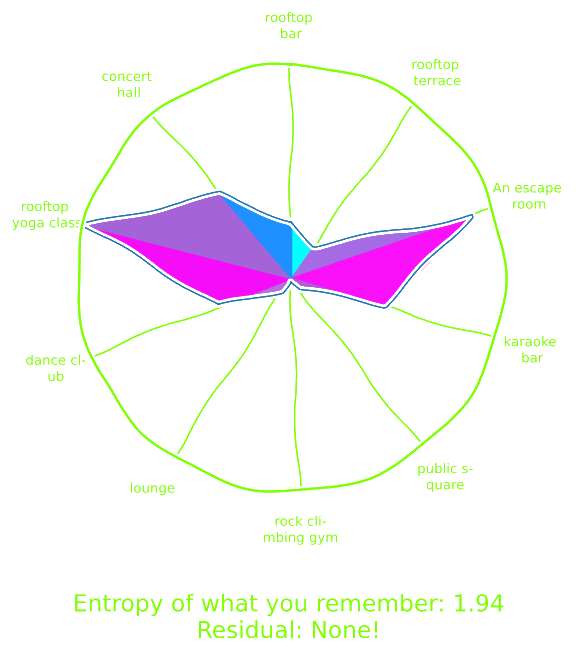 rooftop
bar
rooftop
terrace
concert
hall
An escape
room
rooftop
yoga class
karaoke
bar
dance cl-
ub
public s-
quare
lounge
rock cli-
mbing gym
Entropy of what you remember: 1.94
Residual: None!